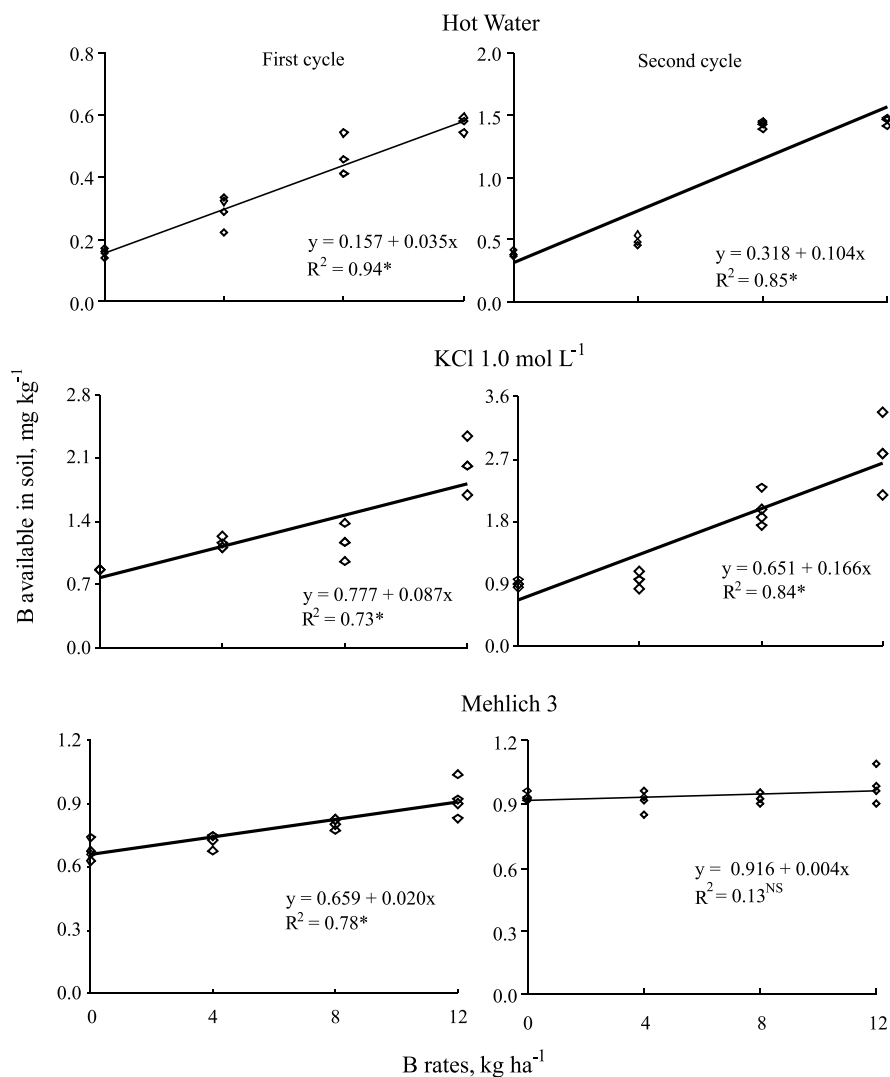 Hot Water
First cycle
Second cycle
0.8
0.6
0.4
0.2
0.0
y = 0.157 + 0.035x
R² = 0.94*
2.0
1.5
1.0
0.5
0.0
y = 0.318 + 0.104x
R² = 0.85*
B available in soil, mg kg⁻¹
KCl 1.0 mol L⁻¹
2.8
2.1
1.4
0.7
0.0
y = 0.777 + 0.087x
R² = 0.73*
3.6
2.7
1.8
0.9
0.0
y = 0.651 + 0.166x
R² = 0.84*
Mehlich 3
1.2
0.9
0.6
0.3
0.0
y = 0.659 + 0.020x
R² = 0.78*
0 4 8 12
1.2
0.9
0.6
0.3
0.0
y = 0.916 + 0.004x
R² = 0.13ᴺˢ
0 4 8 12
B rates, kg ha⁻¹